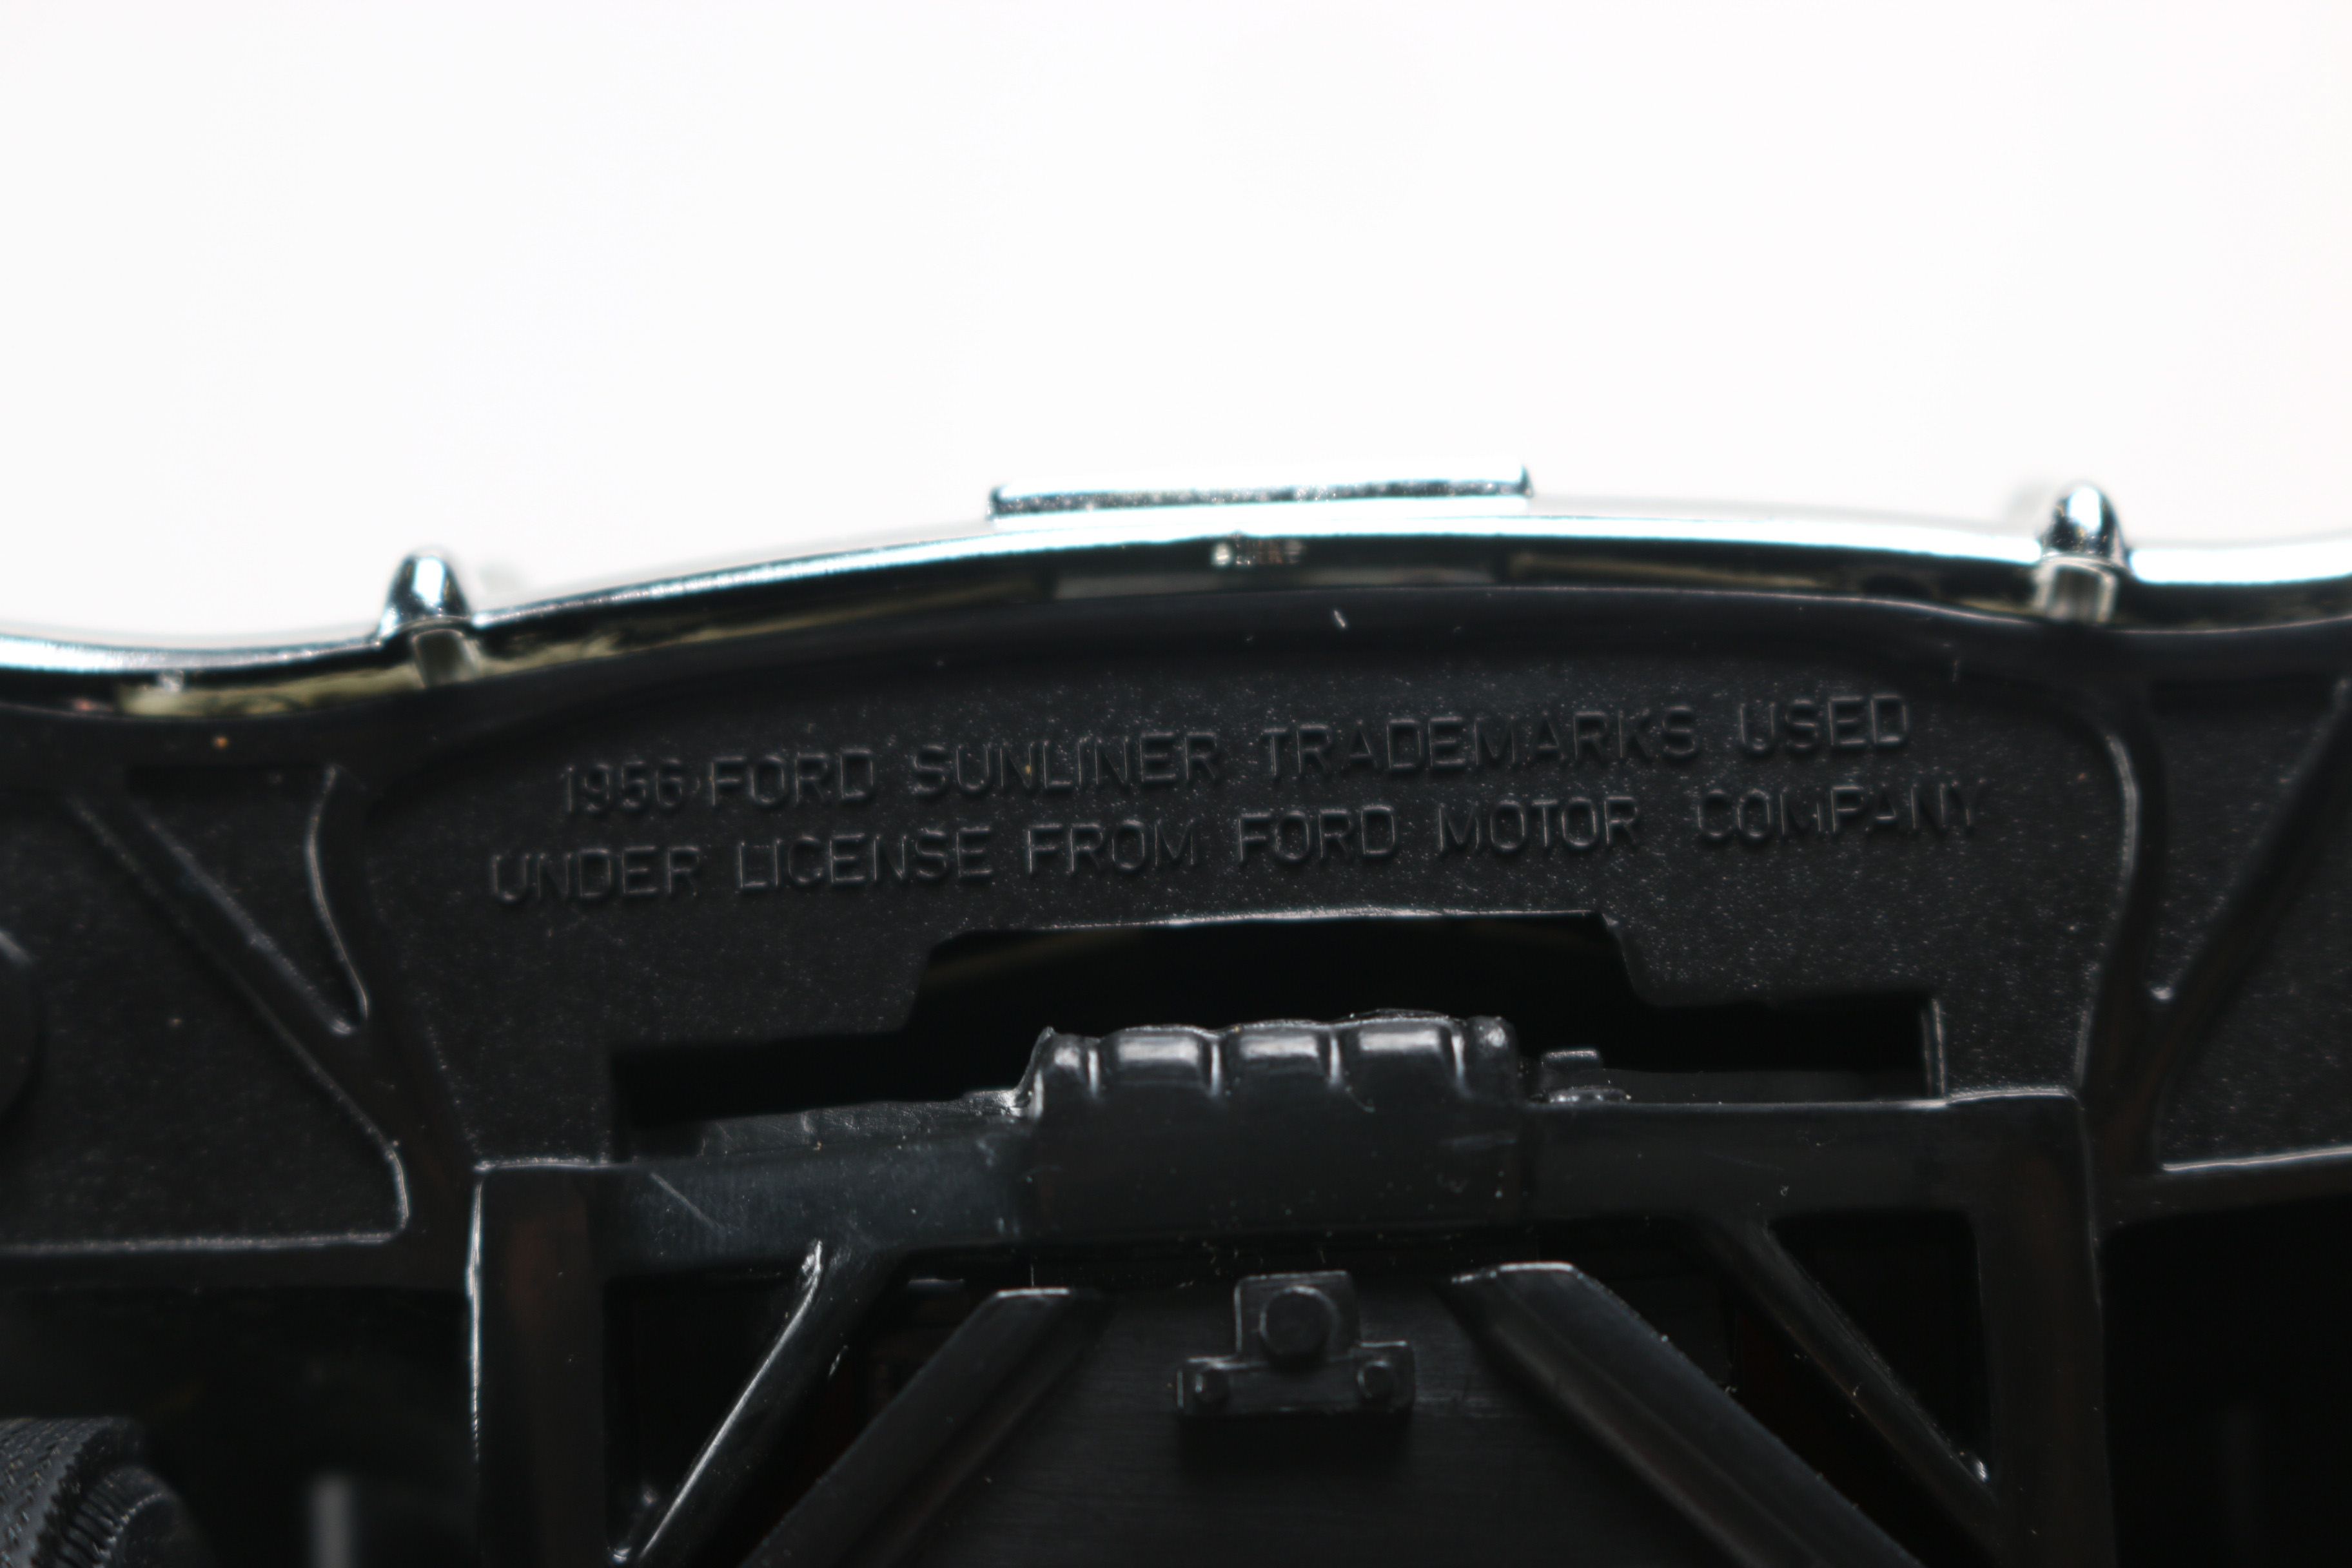 1956 FORD SUNLINER TRADEMARKS USED
UNDER LICENSE FROM FORD MOTOR COMPANY